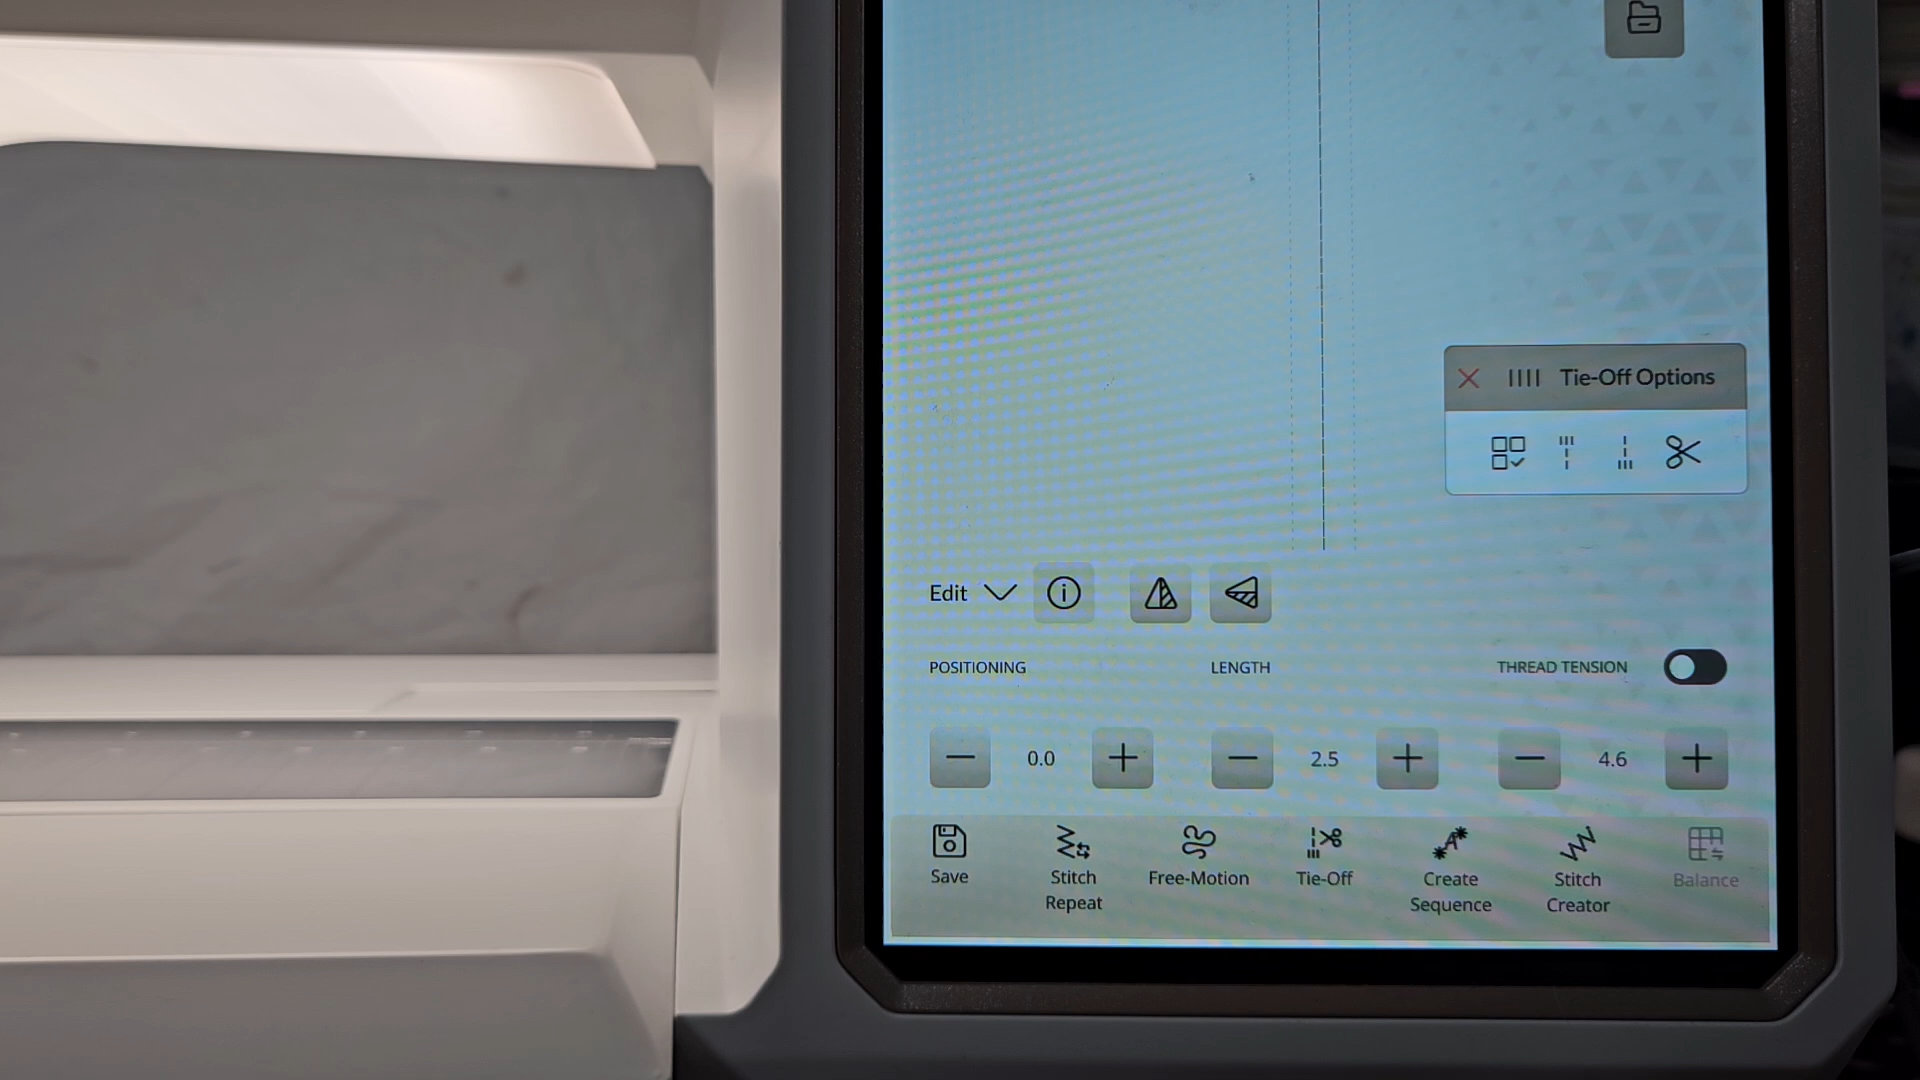 Tie-Off Options
Edit
POSITIONING
LENGTH
THREAD TENSION
0.0
2.5
4.6
Save
Stitch
Repeat
Free-Motion
Tie-Off
Create
Sequence
Stitch
Creator
Balance